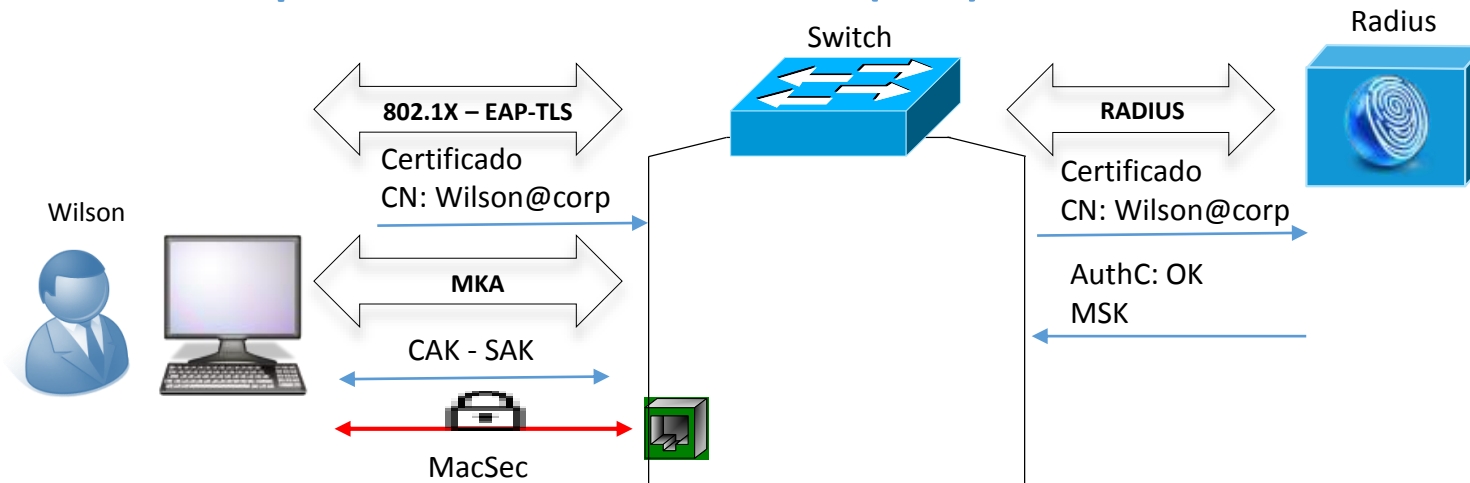 Switch
Radius
802.1X – EAP-TLS
RADIUS
Certificado
CN: Wilson@corp
Certificado
CN: Wilson@corp
Wilson
MKA
AuthC: OK
MSK
CAK - SAK
MacSec